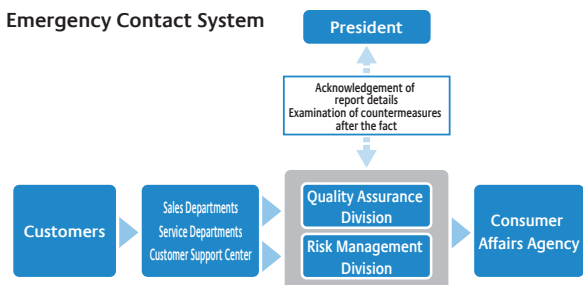 Emergency Contact System
President
Acknowledgement of
report details
Examination of countermeasures
after the fact
Customers
Sales Departments
Service Departments
Customer Support Center
Quality Assurance
Division
Risk Management
Division
Consumer
Affairs Agency